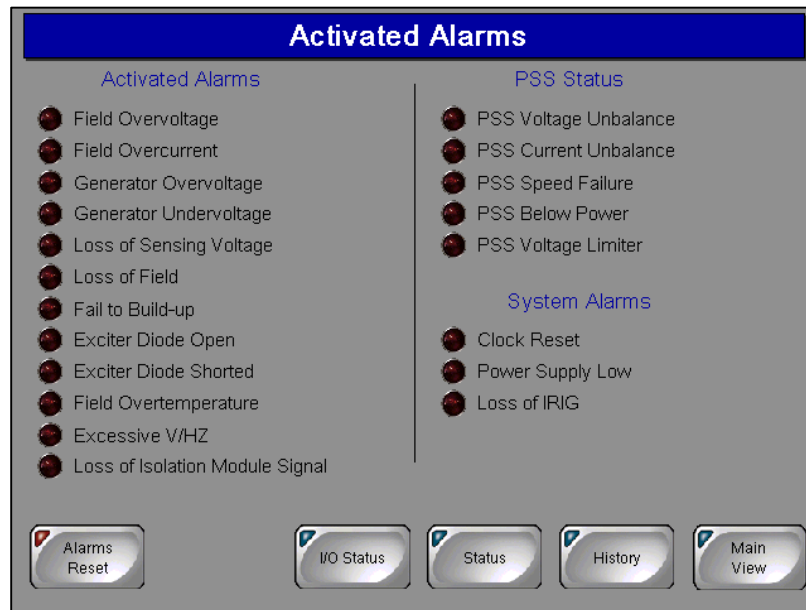 Activated Alarms
Activated Alarms
Field Overvoltage
Field Overcurrent
Generator Overvoltage
Generator Undervoltage
Loss of Sensing Voltage
Loss of Field
Fail to Build-up
Exciter Diode Open
Exciter Diode Shorted
Field Overtemperature
Excessive V/HZ
Loss of Isolation Module Signal
PSS Status
PSS Voltage Unbalance
PSS Current Unbalance
PSS Speed Failure
PSS Below Power
PSS Voltage Limiter
System Alarms
Clock Reset
Power Supply Low
Loss of IRIG
Alarms
Reset
I/O Status
Status
History
Main
View